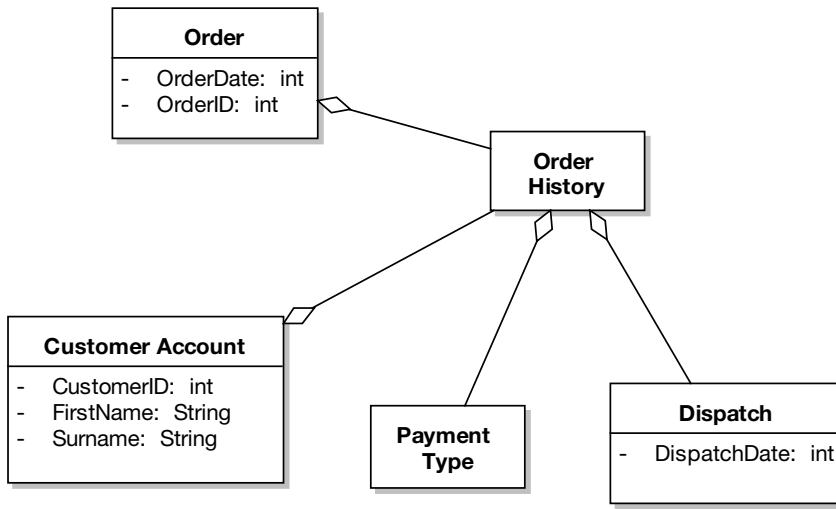 Order
- OrderDate: int
- OrderID: int
Order
History
Customer Account
- CustomerID: int
- FirstName: String
- Surname: String
Payment
Type
Dispatch
- DispatchDate: int